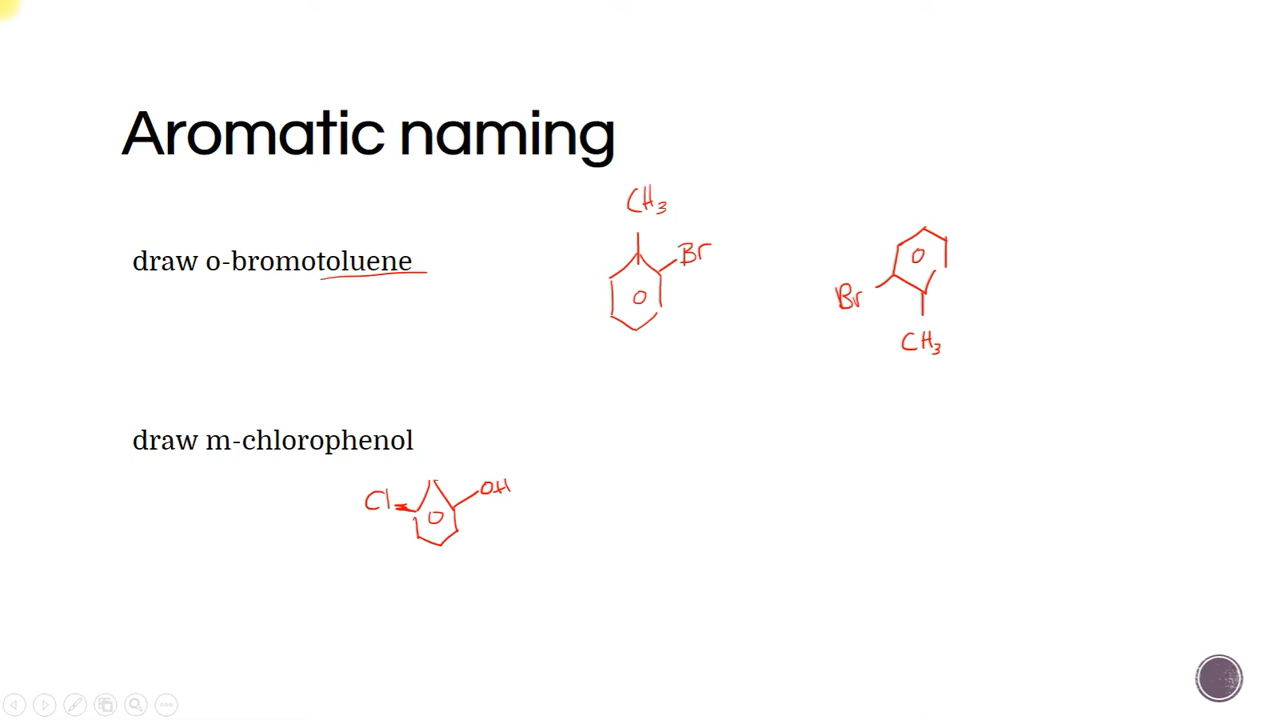 Aromatic naming
CH3
draw o-bromotoluene
Br
O
O
Br
CH3
draw m-chlorophenol
Cl
OH
O